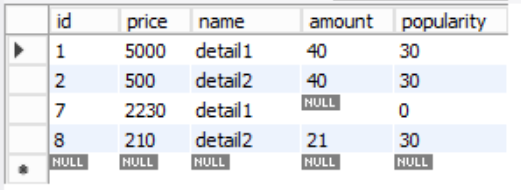 id price name amount popularity
1 5000 detail1 40 30
2 500 detail2 40 30
7 2230 detail1 NULL 0
8 210 detail2 21 30
NULL NULL NULL NULL NULL